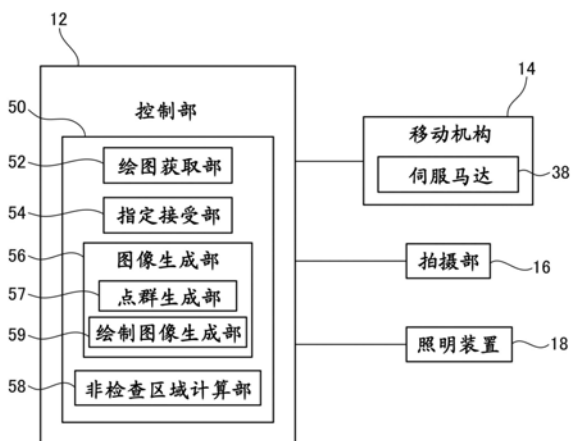 12
14
50
控制部
移动机构
52
绘图获取部
伺服马达
38
54
指定接受部
56
图像生成部
拍摄部
16
57
点群生成部
59
绘制图像生成部
照明装置
18
58
非检查区域计算部